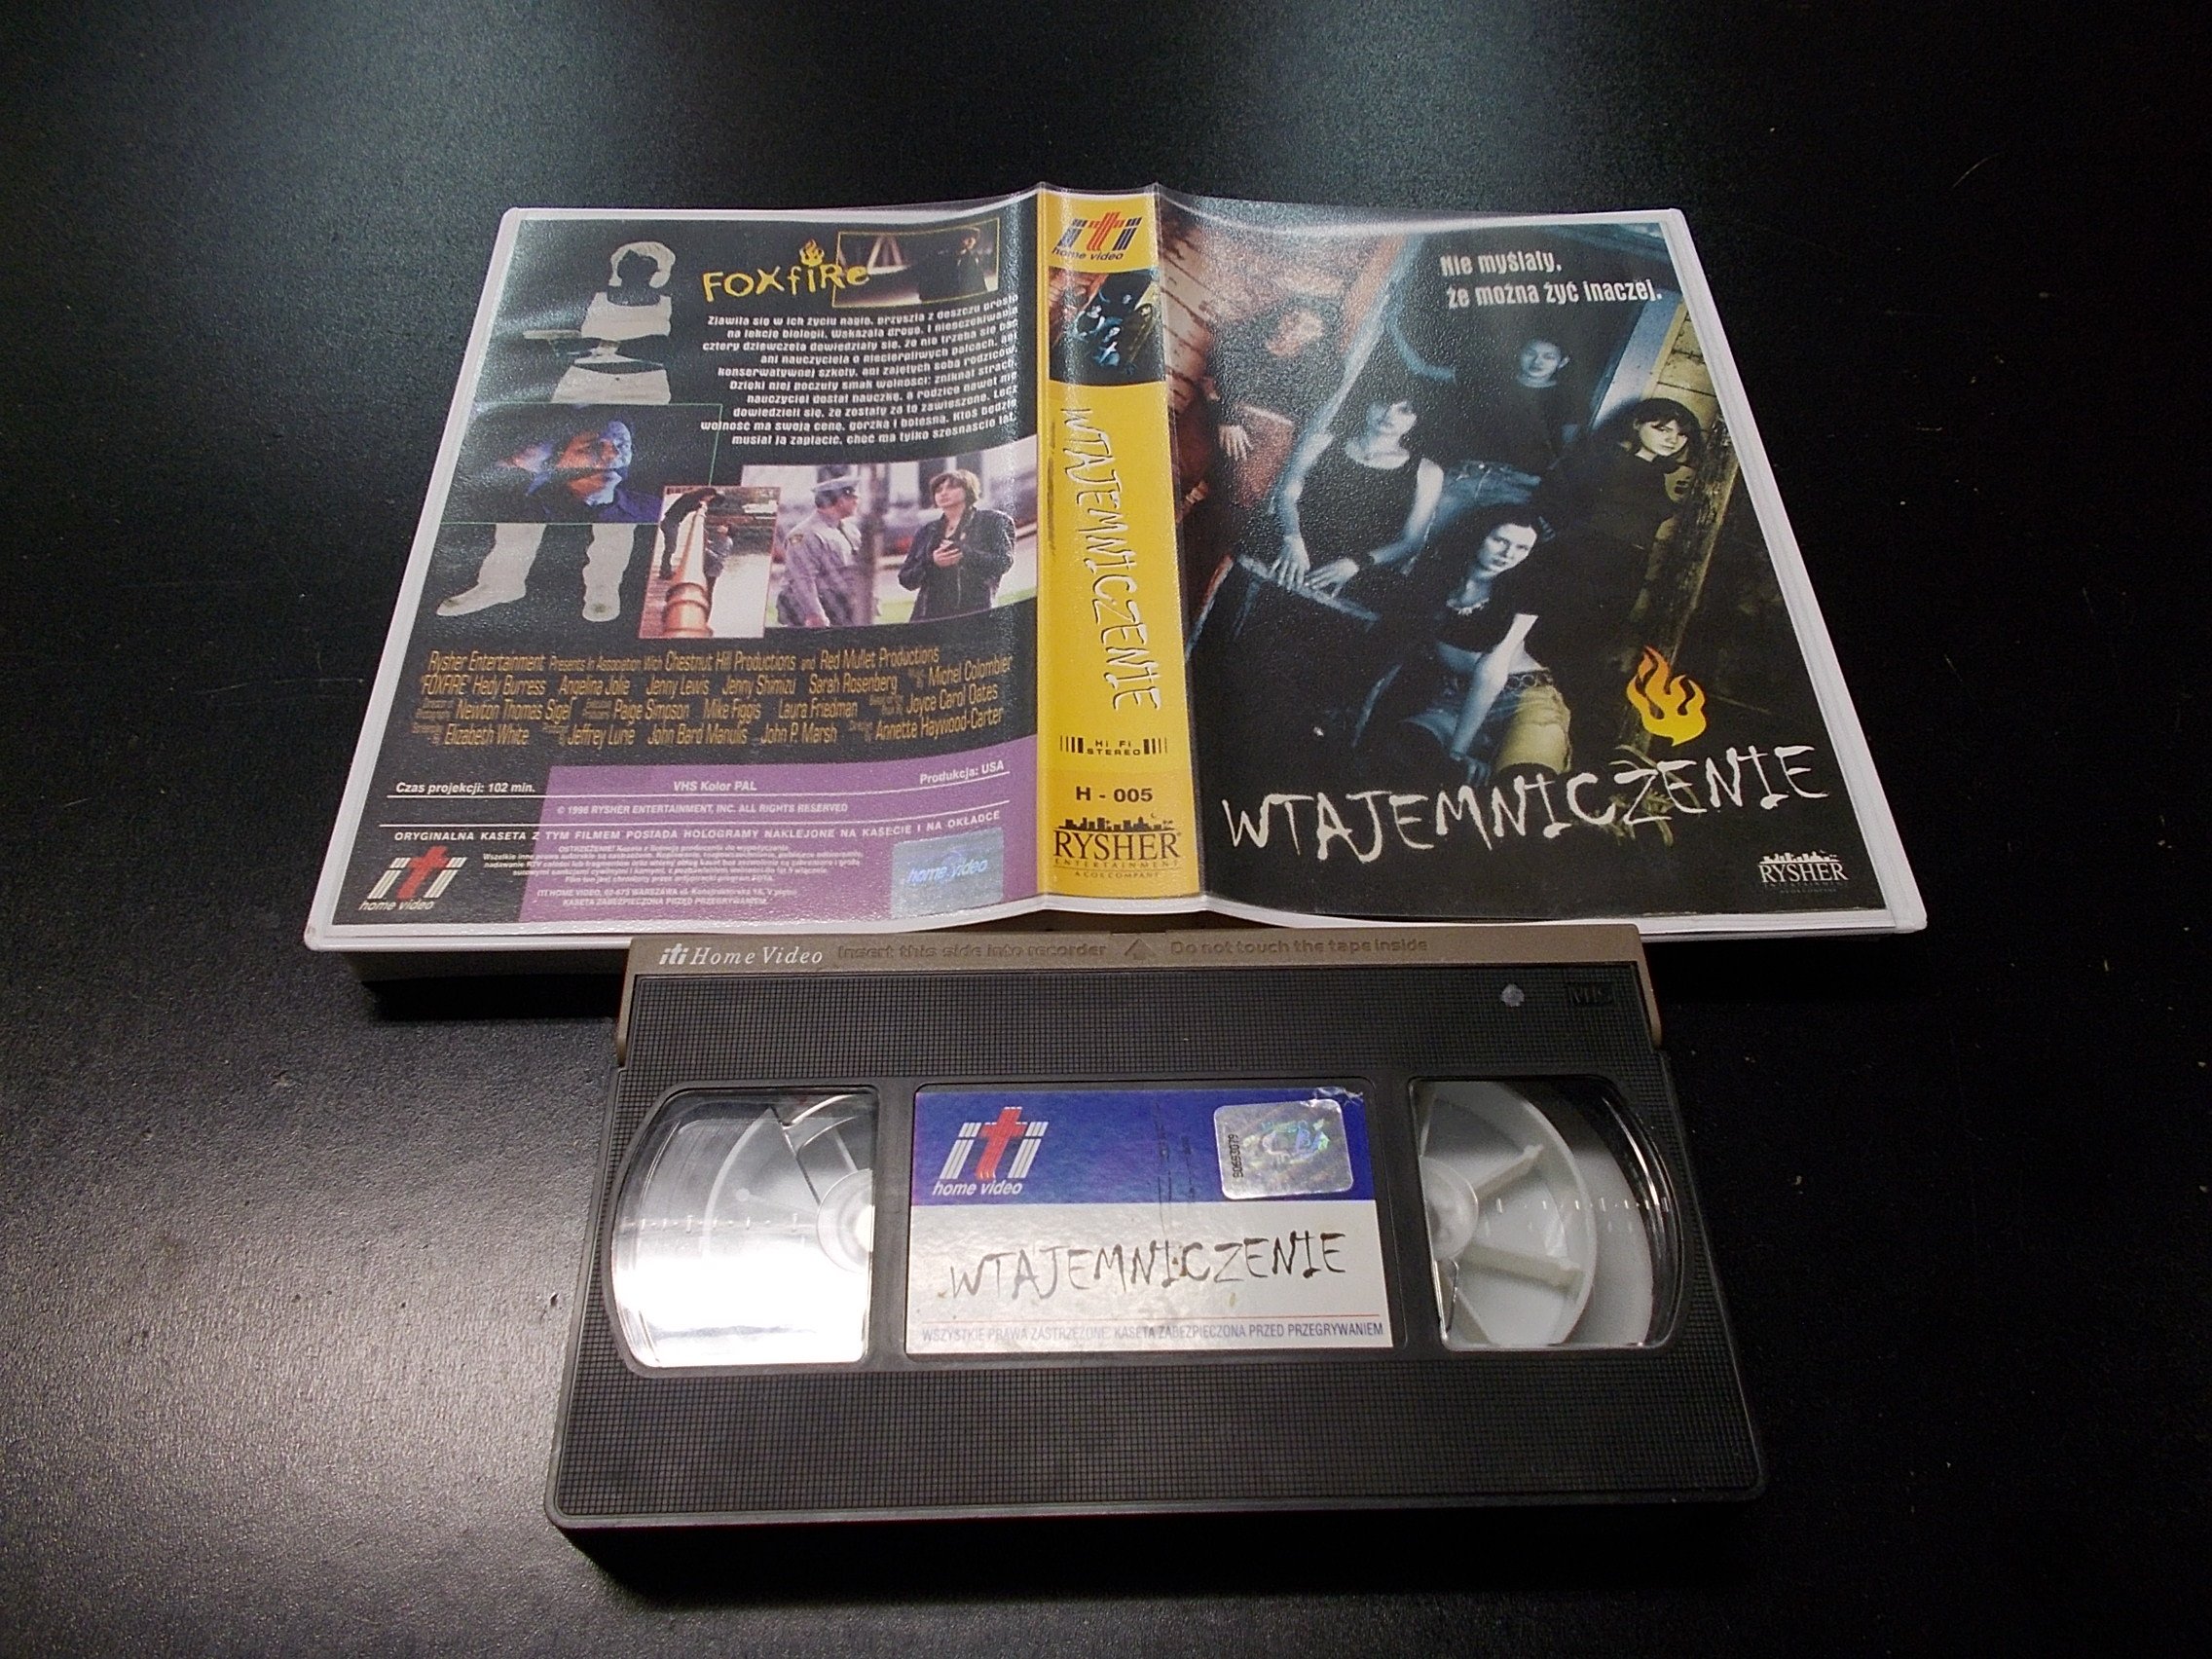 FOXfIRe
Zjawiła się w ich życiu nagle, przyszła z deszczu prosto
na lekcję biologii. Wskazała drogę. I nieoczekiwanie
cztery dziewczęta dowiedziały się, że nie trzeba się bać
ani nauczyciela o niecierpliwych palcach, ani
konserwatywnej szkoły, ani zajętych sobą rodziców.
Dzięki niej poczuły smak wolności: zniknął strach,
nauczyciel dostał nauczkę, a rodzice nawet nie
dowiedzieli się, że zostały za to zawieszone. Lecz
wolność ma swoją cenę, gorzką i bolesną. Ktoś będzie
musiał ją zapłacić, choć ma tylko szesnaście lat.
Rysher Entertainment Presents In Association With Chestnut Hill Productions and Red Mullet Productions
"FOXFIRE" Hedy Burress Angelina Jolie Jenny Lewis Jenny Shimizu Sarah Rosenberg Michel Colombier
Newton Thomas Sigel Paige Simpson Mike Figgis Laura Friedman Joyce Carol Oates
Elizabeth White Jeffrey Lurie John Bard Manulis John P. Marsh Annette Haywood-Carter
Czas projekcji: 102 min. VHS Kolor PAL Produkcja: USA
© 1996 RYSHER ENTERTAINMENT, INC. ALL RIGHTS RESERVED
ORYGINALNA KASETA Z TYM FILMEM POSIADA HOLOGRAMY NAKLEJONE NA KASECIE I NA OKŁADCE
KASETA ZABEZPIECZONA PRZED PRZEGRYWANIEM.
iti
home video
home video
iti
home video
WTAJEMNICZENIE
HI FI
STEREO
H - 005
RYSHER
ENTERTAINMENT
A COX COMPANY
Nie myślały,
że można żyć inaczej.
WTAJEMNICZENIE
RYSHER
ENTERTAINMENT
iti Home Video Insert this side into recorder Do not touch the tape inside
VHS
iti
home video
WTAJEMNICZENIE
WSZYSTKIE PRAWA ZASTRZEŻONE. KASETA ZABEZPIECZONA PRZED PRZEGRYWANIEM